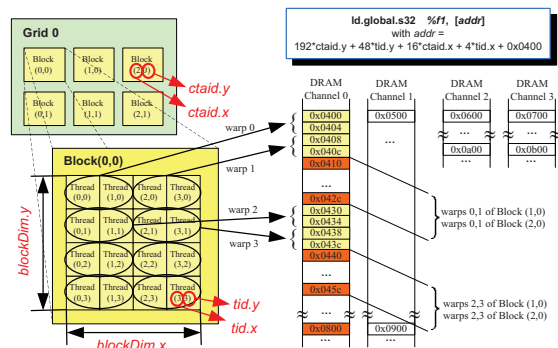 ld.global.s32 %f1, [addr]
with addr =
192*ctaid.y + 48*tid.y + 16*ctaid.x + 4*tid.x + 0x0400
Grid 0
Block
(0,0)
Block
(1,0)
Block
(2,0)
Block
(0,1)
Block
(1,1)
Block
(2,1)
ctaid.y
ctaid.x
Block(0,0)
Thread
(0,0)
Thread
(1,0)
Thread
(2,0)
Thread
(3,0)
Thread
(0,1)
Thread
(1,1)
Thread
(2,1)
Thread
(3,1)
Thread
(0,2)
Thread
(1,2)
Thread
(2,2)
Thread
(3,2)
Thread
(0,3)
Thread
(1,3)
Thread
(2,3)
Thread
(3,3)
tid.y
tid.x
blockDim.y
blockDim.x
warp 0
warp 1
warp 2
warp 3
DRAM
Channel 0
0x0400
0x0404
0x0408
0x040c
0x0410
...
0x042c
0x0430
0x0434
0x0438
0x043c
0x0440
...
0x045c
...
0x0800
...
DRAM
Channel 1
0x0500
...
0x0900
...
DRAM
Channel 2
0x0600
...
0x0a00
...
DRAM
Channel 3
0x0700
...
0x0b00
...
warps 0,1 of Block (1,0)
warps 0,1 of Block (2,0)
warps 2,3 of Block (1,0)
warps 2,3 of Block (2,0)